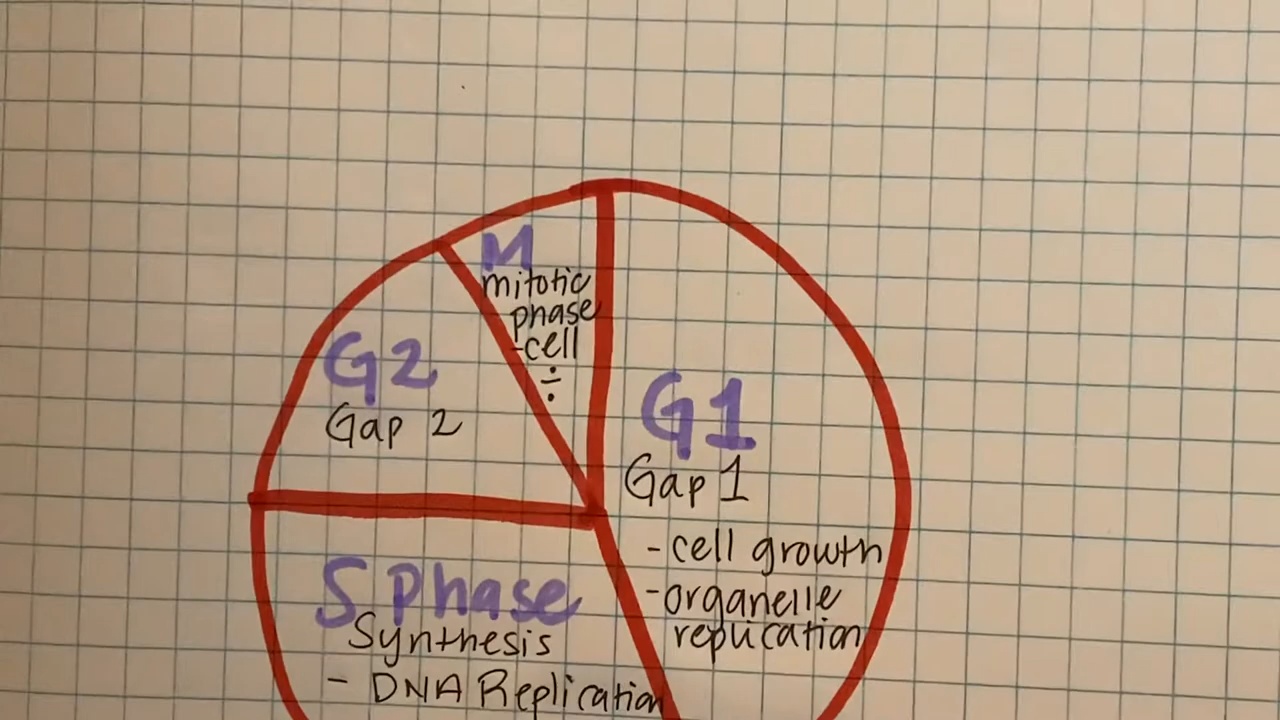 M
mitotic
phase
-cell
÷
G2
Gap 2
G1
Gap 1
- cell growth
- organelle
replication
S phase
Synthesis
- DNA Replication